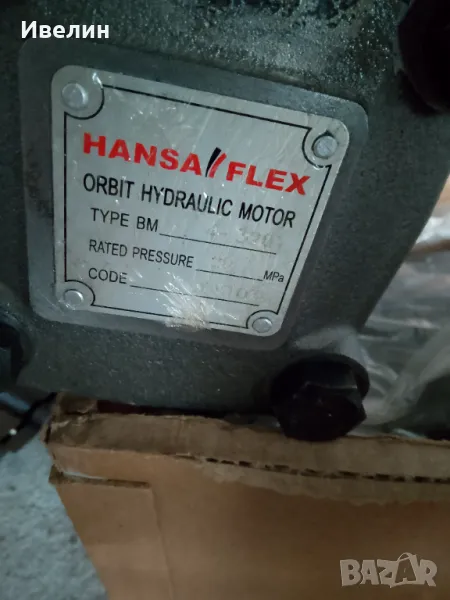 Ивелин
HANSA FLEX
ORBIT HYDRAULIC MOTOR
TYPE BM
RATED PRESSURE MPa
CODE
BAZAR